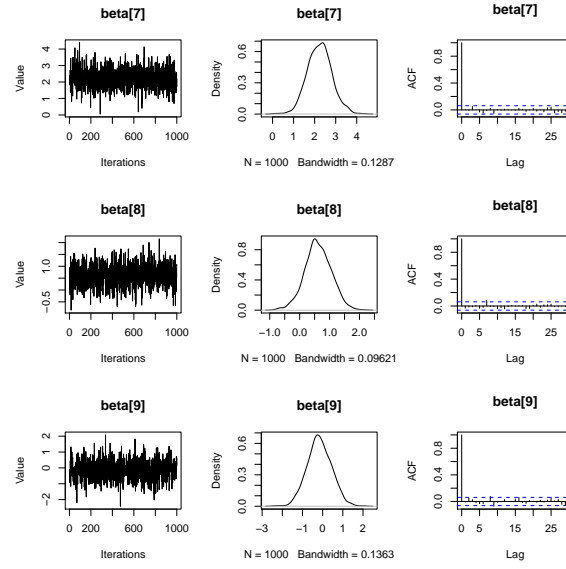 beta[7]
beta[7]
beta[7]
Value
0 1 2 3 4
0 200 600 1000
Iterations
Density
0.0 0.2 0.4 0.6
0 1 2 3 4
N = 1000 Bandwidth = 0.1287
ACF
0.0 0.4 0.8
0 5 15 25
Lag
beta[8]
beta[8]
beta[8]
Value
−0.5 1.0
0 200 600 1000
Iterations
Density
0.0 0.4 0.8
−1.0 0.0 1.0 2.0
N = 1000 Bandwidth = 0.09621
ACF
0.0 0.4 0.8
0 5 15 25
Lag
beta[9]
beta[9]
beta[9]
Value
−2 0 1 2
0 200 600 1000
Iterations
Density
0.0 0.2 0.4 0.6
−3 −1 0 1 2
N = 1000 Bandwidth = 0.1363
ACF
0.0 0.4 0.8
0 5 15 25
Lag